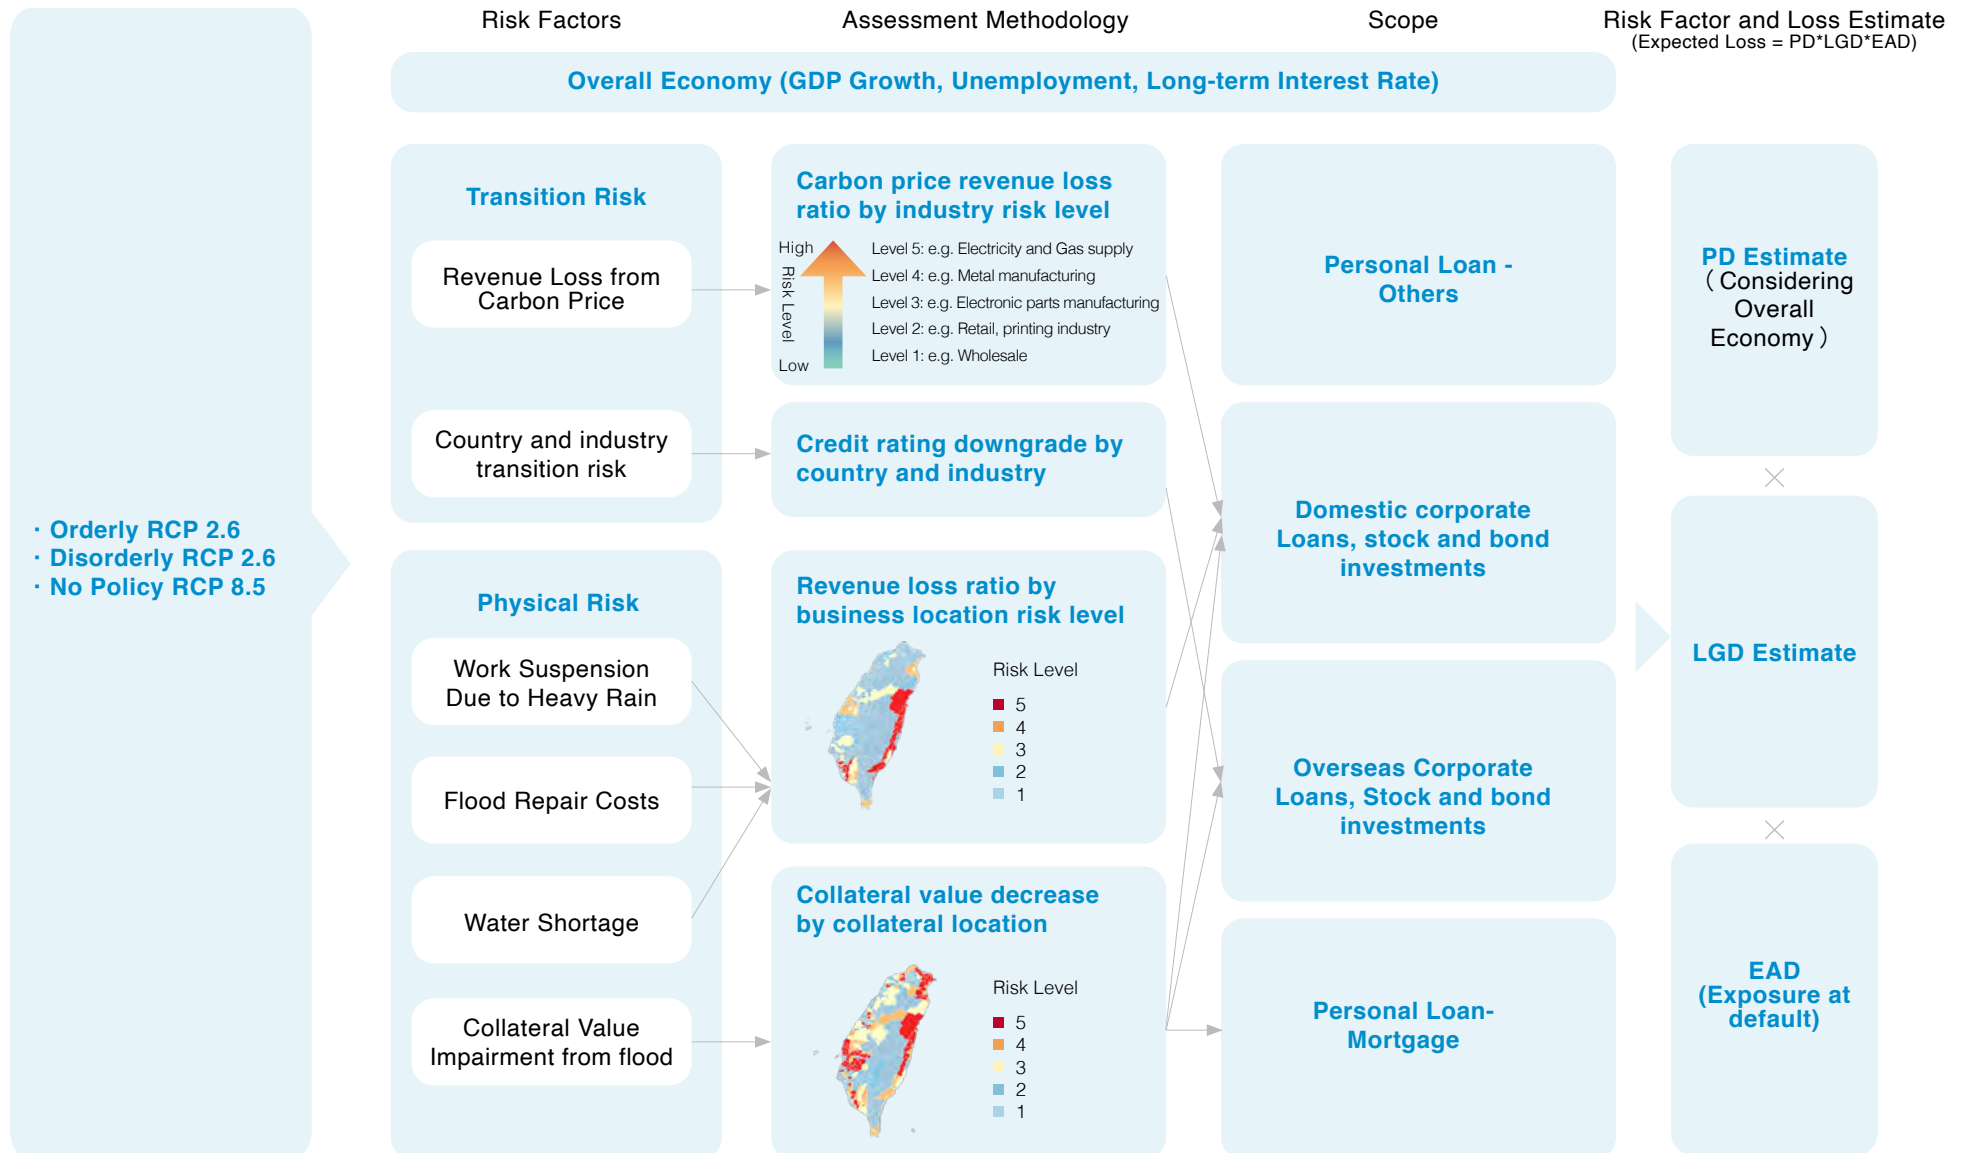 Risk Factors
Assessment Methodology
Scope
Risk Factor and Loss Estimate
(Expected Loss = PD*LGD*EAD)
Overall Economy (GDP Growth, Unemployment, Long-term Interest Rate)
· Orderly RCP 2.6
· Disorderly RCP 2.6
· No Policy RCP 8.5
Transition Risk
Revenue Loss from
Carbon Price
Country and industry
transition risk
Physical Risk
Work Suspension
Due to Heavy Rain
Flood Repair Costs
Water Shortage
Collateral Value
Impairment from flood
Carbon price revenue loss
ratio by industry risk level
High
Risk Level
Low
Level 5: e.g. Electricity and Gas supply
Level 4: e.g. Metal manufacturing
Level 3: e.g. Electronic parts manufacturing
Level 2: e.g. Retail, printing industry
Level 1: e.g. Wholesale
Credit rating downgrade by
country and industry
Revenue loss ratio by
business location risk level
Risk Level
5
4
3
2
1
Collateral value decrease
by collateral location
Risk Level
5
4
3
2
1
Personal Loan -
Others
Domestic corporate
Loans, stock and bond
investments
Overseas Corporate
Loans, Stock and bond
investments
Personal Loan-
Mortgage
PD Estimate
（Considering
Overall
Economy）
×
LGD Estimate
×
EAD
(Exposure at
default)